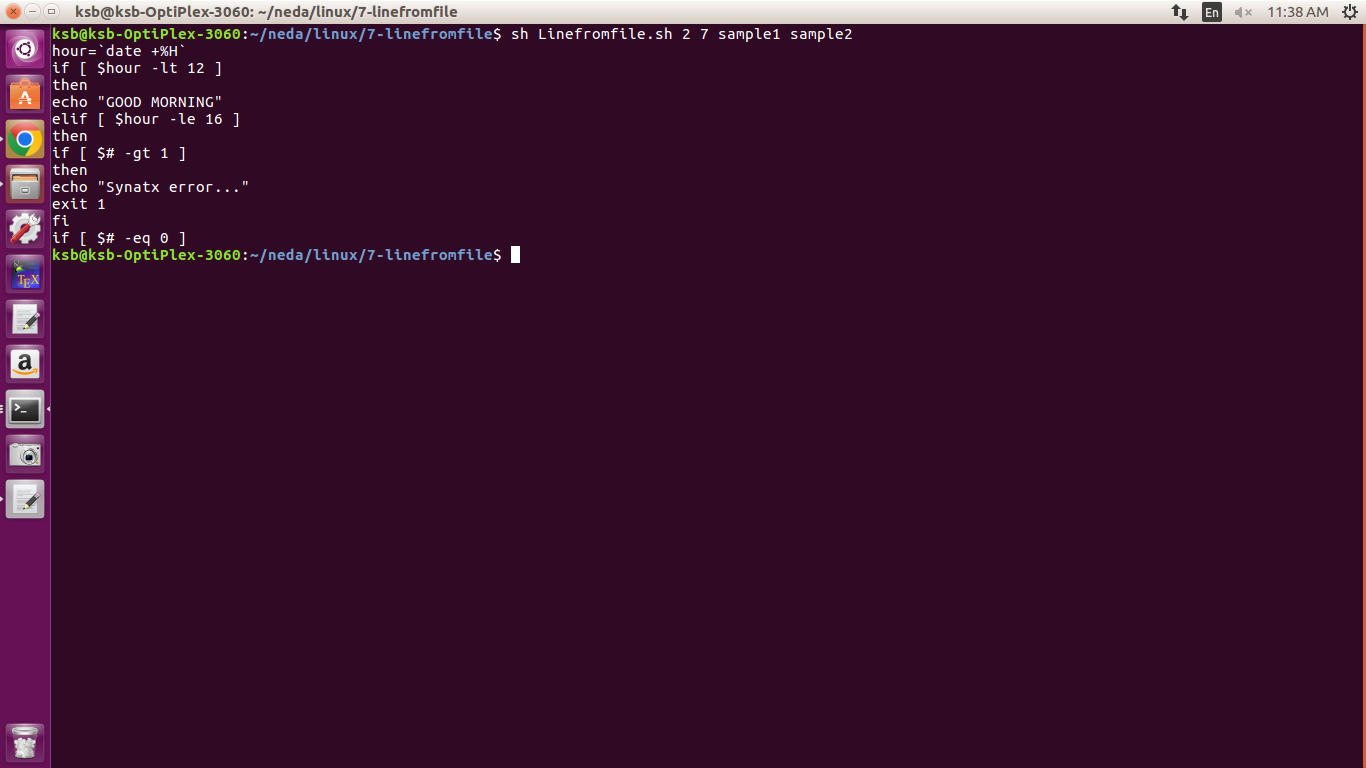 ksb@ksb-OptiPlex-3060: ~/neda/linux/7-linefromfile
En
11:38 AM
ksb@ksb-OptiPlex-3060:~/neda/linux/7-linefromfile$ sh Linefromfile.sh 2 7 sample1 sample2
hour=`date +%H`
if [ $hour -lt 12 ]
then
echo "GOOD MORNING"
elif [ $hour -le 16 ]
then
if [ $# -gt 1 ]
then
echo "Synatx error..."
exit 1
fi
if [ $# -eq 0 ]
ksb@ksb-OptiPlex-3060:~/neda/linux/7-linefromfile$
A
TEX
a
>_